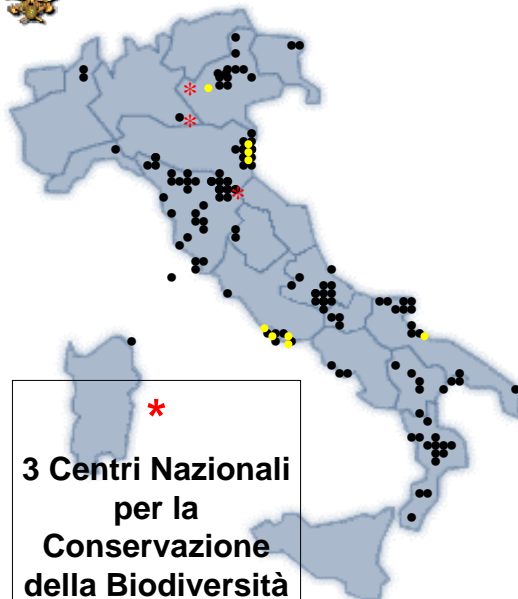 *
3 Centri Nazionali
per la
Conservazione
della Biodiversità